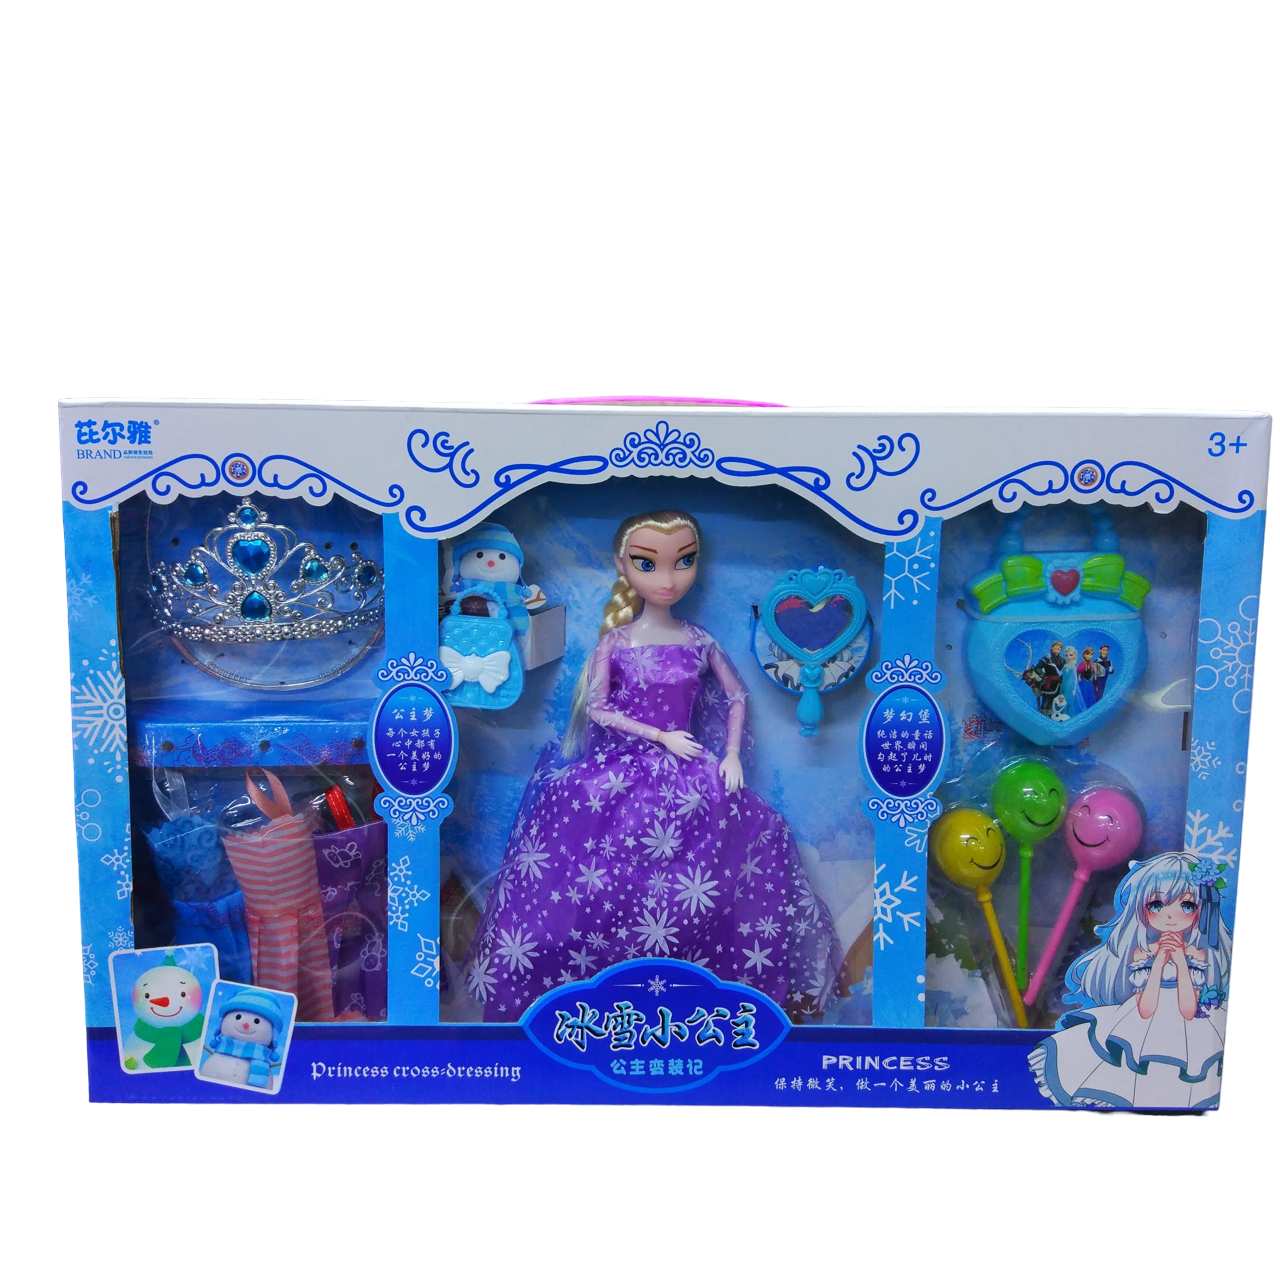 芘尔雅®
BRAND
3+
公主梦
每个女孩子
心中都有
一个美好的
公主梦
梦幻堡
纯洁的童话
世界,瞬间
勾起了儿时
的公主梦
冰雪小公主
公主变装记
Princess cross-dressing
PRINCESS
保持微笑，做一个美丽的小公主